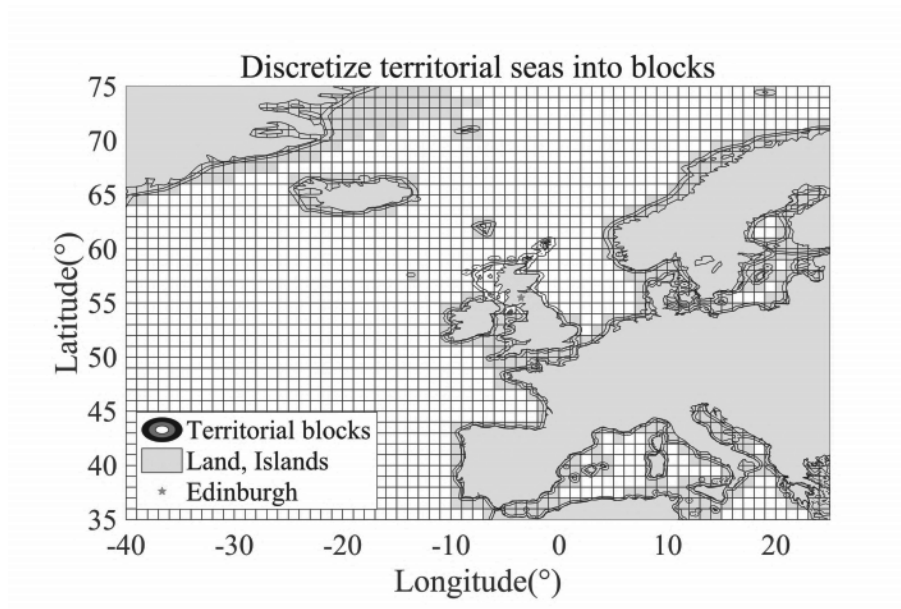 Discretize territorial seas into blocks
75
70
65
60
55
50
45
40
35
Latitude(°)
Territorial blocks
Land, Islands
Edinburgh
-40 -30 -20 -10 0 10 20
Longitude(°)